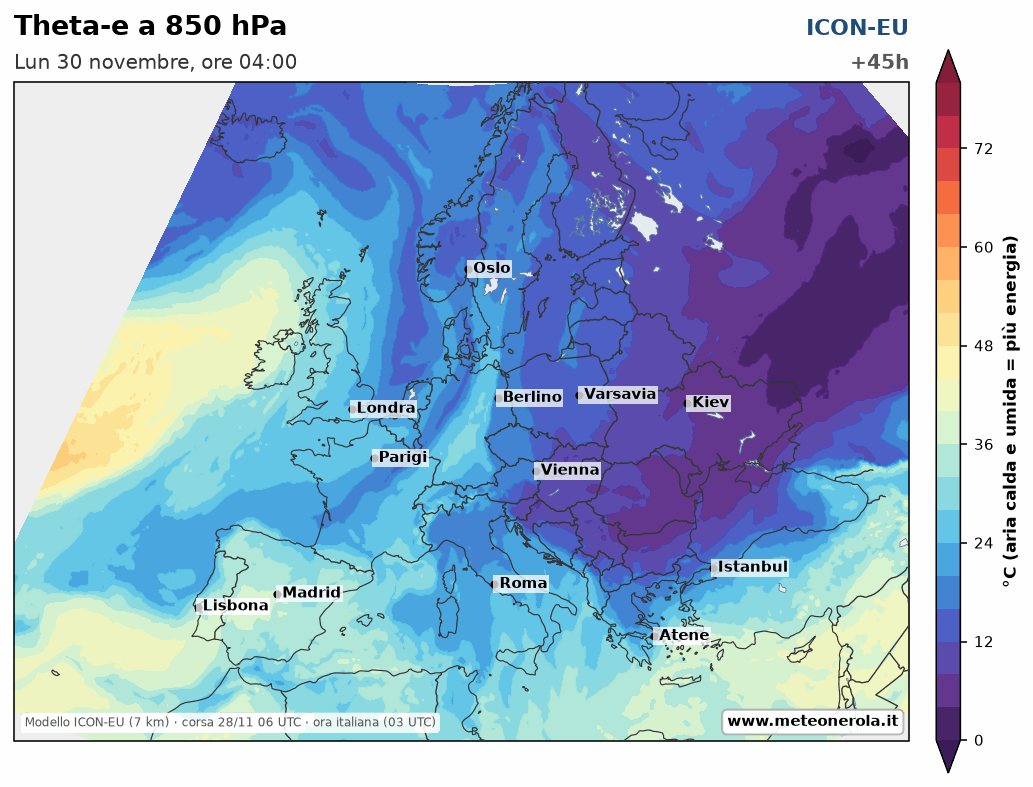 Theta-e a 850 hPa
ICON-EU
Lun 30 novembre, ore 04:00
+45h
72
60
48
36
24
12
0
°C (aria calda e umida = più energia)
Oslo
Londra
Berlino
Varsavia
Kiev
Parigi
Vienna
Istanbul
Roma
Madrid
Lisbona
Atene
Modello ICON-EU (7 km) · corsa 28/11 06 UTC · ora italiana (03 UTC)
www.meteonerola.it